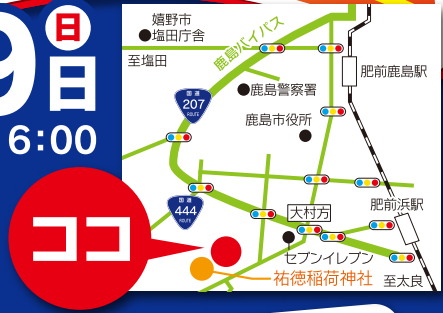 9
日
日
6:00
ココ
嬉野市
塩田庁舎
至塩田
鹿島バイパス
国道
207
ROUTE
鹿島警察署
鹿島市役所
肥前鹿島駅
国道
444
ROUTE
大村方
肥前浜駅
セブンイレブン
祐徳稲荷神社
至太良